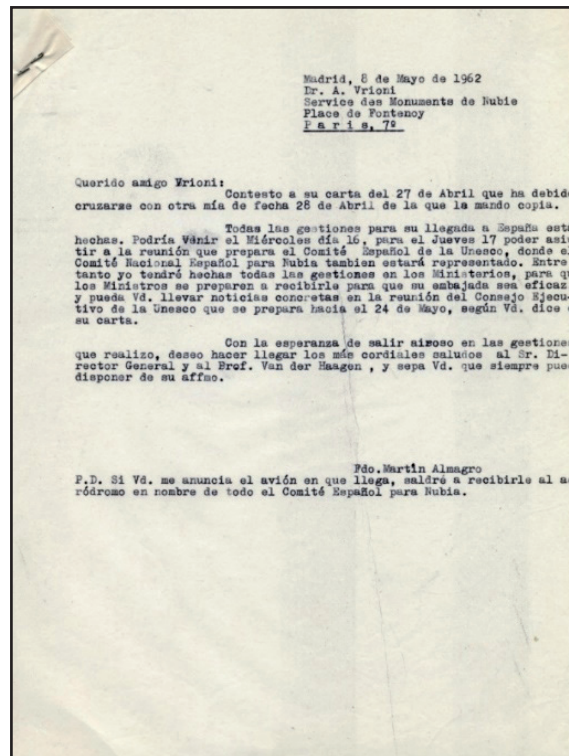 Madrid, 8 de Mayo de 1962
Dr. A. Vrioni
Service des Monuments de Nubie
Place de Fontenoy
P a r i s, 7º
Querido amigo Vrioni:
Contesto a su carta del 27 de Abril que ha debido
cruzarse con otra mía de fecha 28 de Abril de la que le mando copia.
Todas las gestiones para su llegada a España está
hechas. Podría Vánir el Miércoles día 16, para el Jueves 17 poder asis
tir a la reunión que prepara el Comité Español de la Unesco, donde el
Comité Nacional Español para Nubia tambien estará representado. Entre
tanto yo tendré hechas todas las gestiones en los Ministerios, para qu
los Ministros se preparen a recibirle para que su embajada sea eficaz
y pueda Vd. llevar noticias concretas en la reunión del Consejo Ejecu-
tivo de la Unesco que se prepara hacia el 24 de Mayo, según Vd. dice e
su carta.
Con la esperanza de salir airoso en las gestiones
que realizo, deseo hacer llegar los más cordiales saludos al Sr. Di-
rector General y al Prof. Van der Haagen , y sepa Vd. que siempre pued
disponer de su affmo.
Fdo.Martín Almagro
P.D. Si Vd. me anuncia el avión en que llega, saldré a recibirle al ae
ródromo en nombre de todo el Comité Español para Nubia.